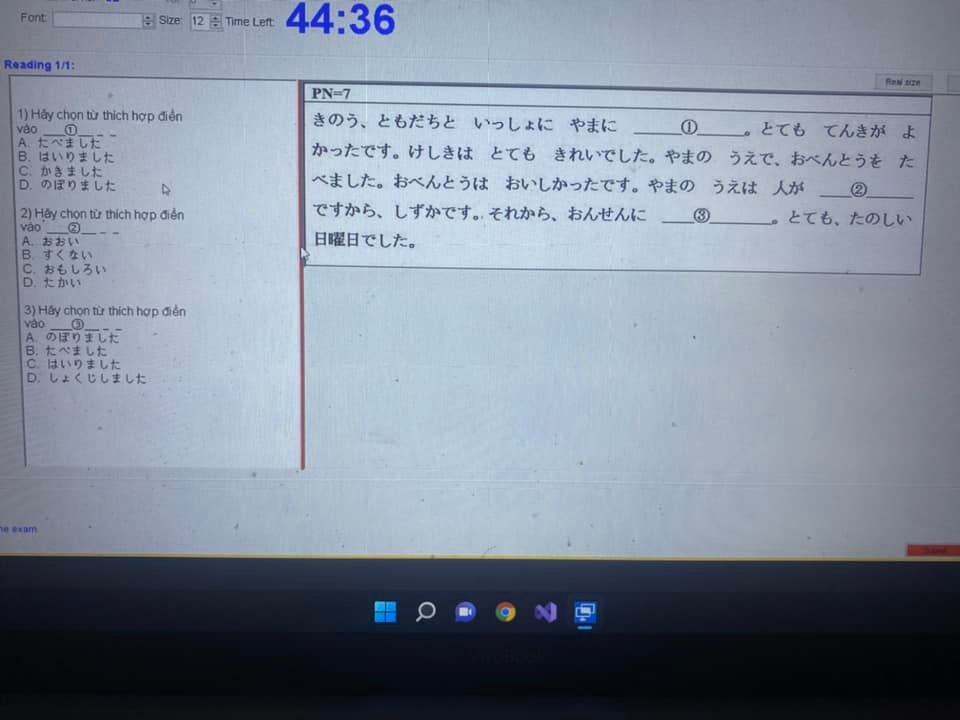 Font:
Size: 12
Time Left: 44:36
Reading 1/1:
Real size
1) Hãy chọn từ thích hợp điền
vào ___①___ _ _
A. たべました
B. はいりました
C. かきました
D. のぼりました
2) Hãy chọn từ thích hợp điền
vào ___②___ _ _
A. おおい
B. すくない
C. おもしろい
D. たかい
3) Hãy chọn từ thích hợp điền
vào ___③___ _ _
A. のぼりました
B. たべました
C. はいりました
D. しょくじしました
PN=7
きのう、ともだちと いっしょに やまに _____①_____。とても てんきが よ
かったです。けしきは とても きれいでした。やまの うえで、おべんとうを た
べました。おべんとうは おいしかったです。やまの うえは 人が ___②_____
ですから、しずかです。それから、おんせんに ____③_______。とても、たのしい
日曜日でした。
he exam.